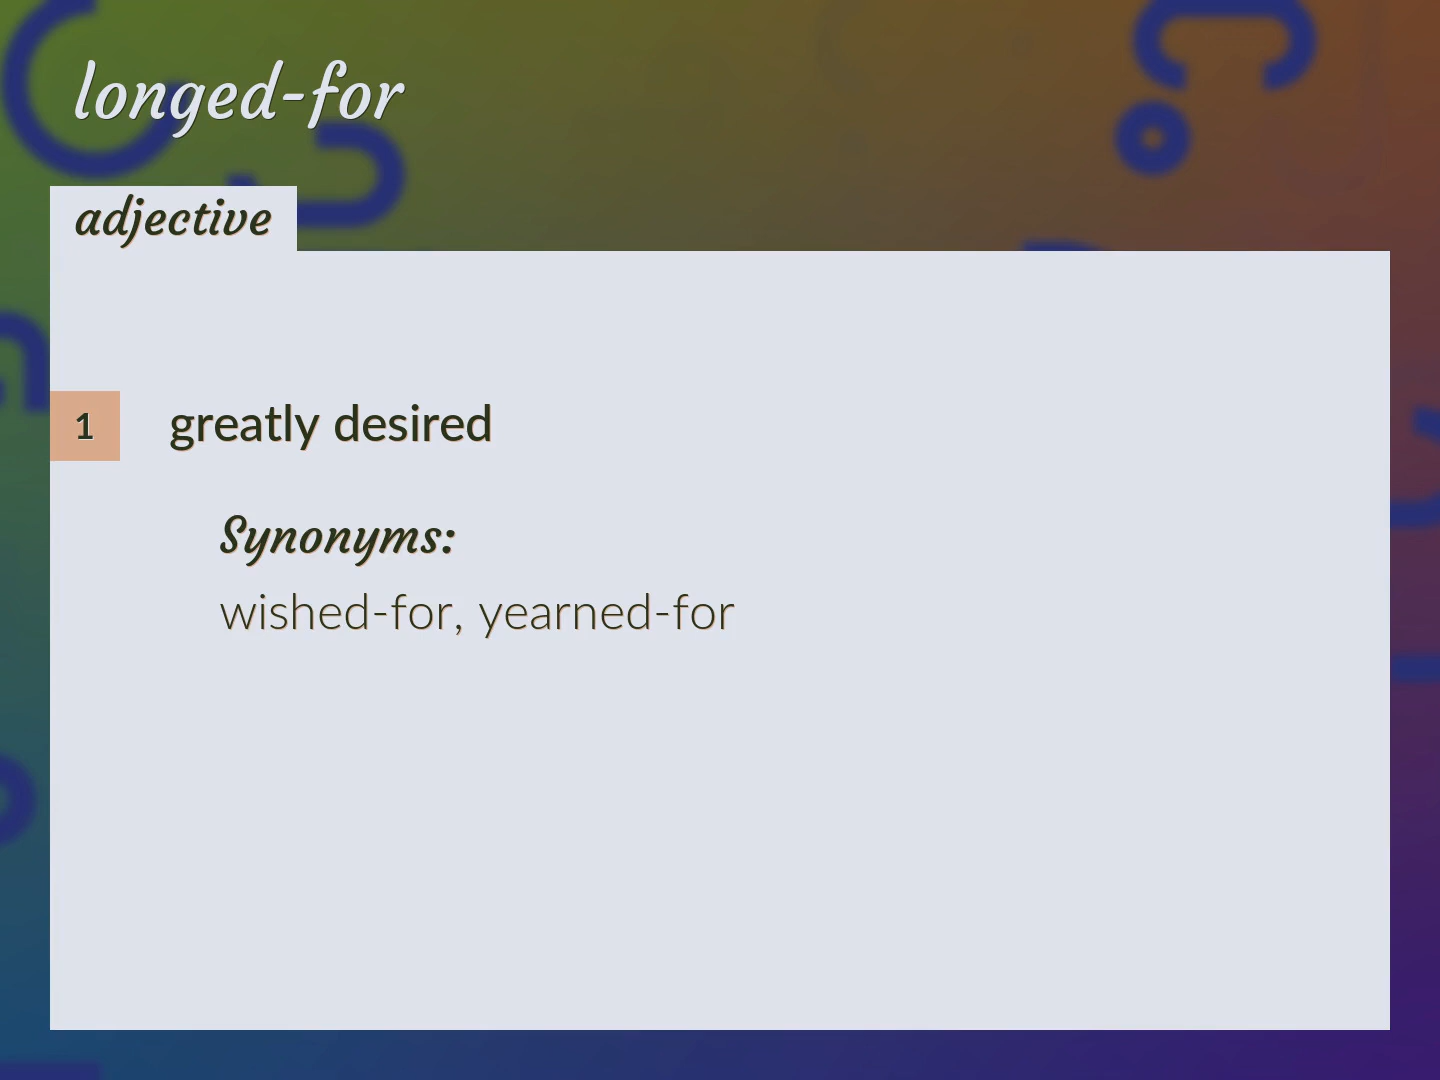 longed-for
adjective
1 greatly desired
Synonyms:
wished-for, yearned-for